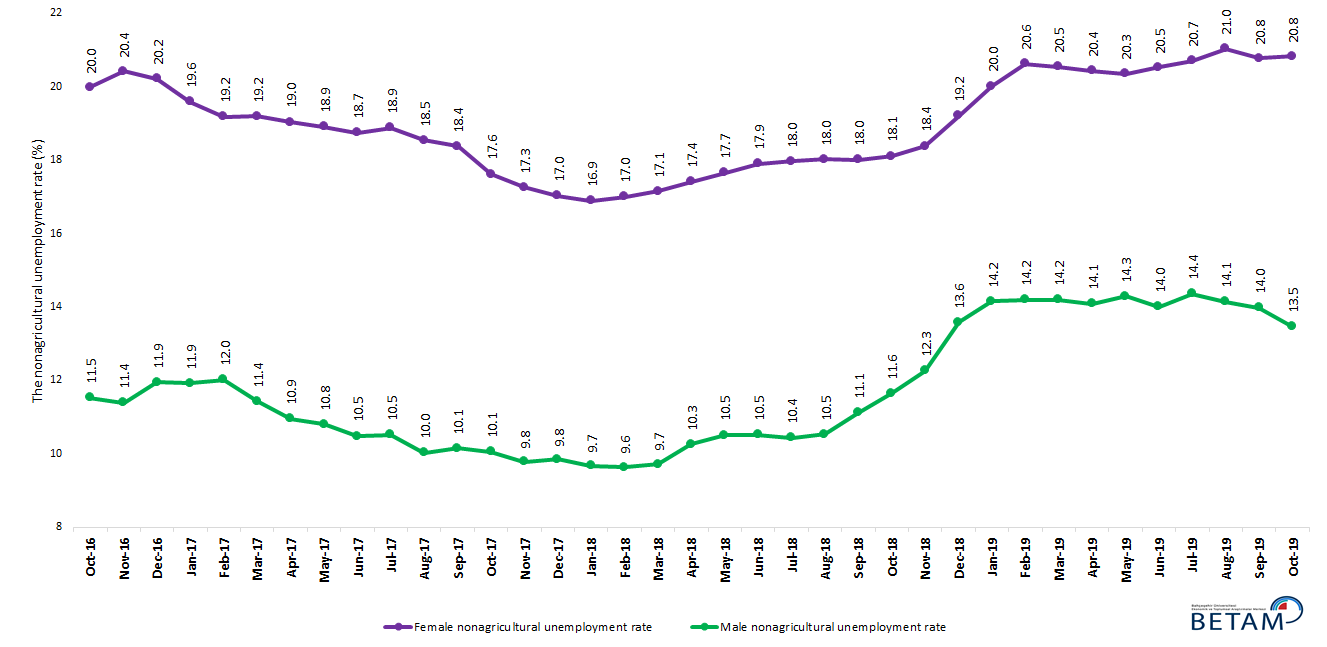 The nonagricultural unemployment rate (%)
22
20
18
16
14
12
10
8
20.0 20.4 20.2 19.6 19.2 19.2 19.0 18.9 18.7 18.9 18.5 18.4 17.6 17.3 17.0 16.9 17.0 17.1 17.4 17.7 17.9 18.0 18.0 18.0 18.1 18.4 19.2 20.0 20.6 20.5 20.4 20.3 20.5 20.7 21.0 20.8 20.8
11.5 11.4 11.9 11.9 12.0 11.4 10.9 10.8 10.5 10.5 10.0 10.1 10.1 9.8 9.8 9.7 9.6 9.7 10.3 10.5 10.5 10.4 10.5 11.1 11.6 12.3 13.6 14.2 14.2 14.2 14.1 14.3 14.0 14.4 14.1 14.0 13.5
Oct-16 Nov-16 Dec-16 Jan-17 Feb-17 Mar-17 Apr-17 May-17 Jun-17 Jul-17 Aug-17 Sep-17 Oct-17 Nov-17 Dec-17 Jan-18 Feb-18 Mar-18 Apr-18 May-18 Jun-18 Jul-18 Aug-18 Sep-18 Oct-18 Nov-18 Dec-18 Jan-19 Feb-19 Mar-19 Apr-19 May-19 Jun-19 Jul-19 Aug-19 Sep-19 Oct-19
Female nonagricultural unemployment rate Male nonagricultural unemployment rate
Bahçeşehir Üniversitesi
Ekonomik ve Toplumsal Araştırmalar Merkezi
BETAM